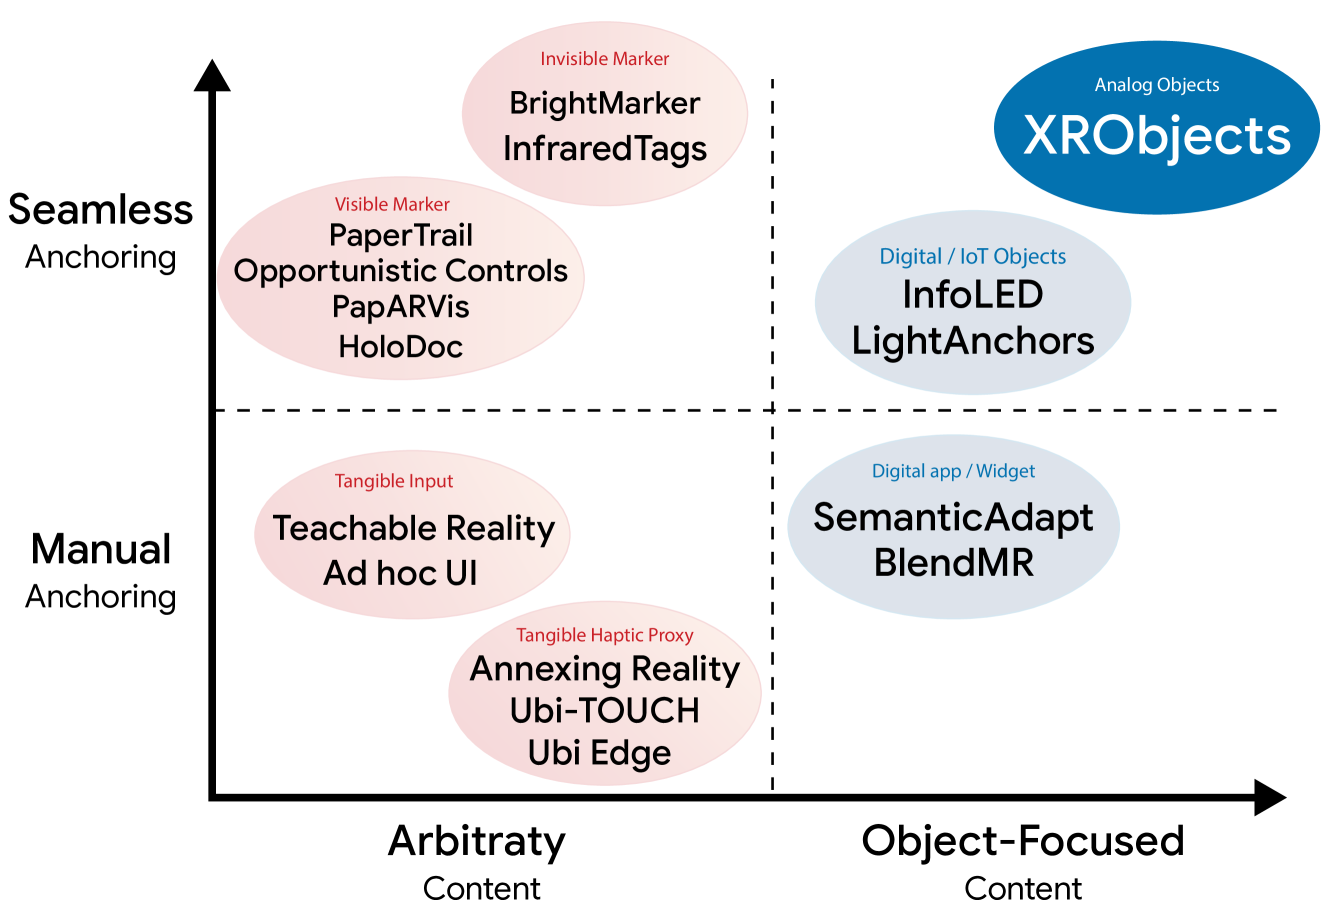 Invisible Marker
BrightMarker
InfraredTags
Analog Objects
XRObjects
Seamless
Anchoring
Visible Marker
PaperTrail
Opportunistic Controls
PapARVis
HoloDoc
Digital / IoT Objects
InfoLED
LightAnchors
Manual
Anchoring
Tangible Input
Teachable Reality
Ad hoc UI
Digital app / Widget
SemanticAdapt
BlendMR
Tangible Haptic Proxy
Annexing Reality
Ubi-TOUCH
Ubi Edge
Arbitraty
Content
Object-Focused
Content